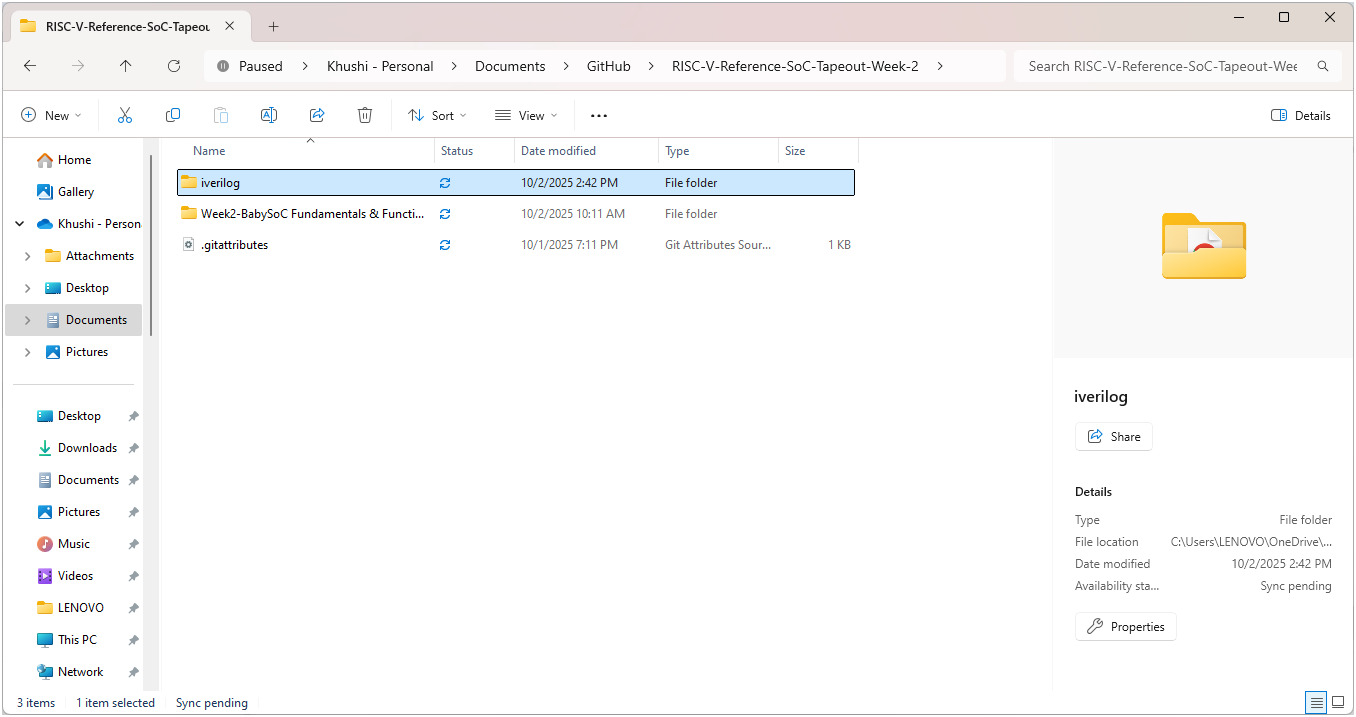 RISC-V-Reference-SoC-Tapeou
Paused > Khushi - Personal > Documents > GitHub > RISC-V-Reference-SoC-Tapeout-Week-2 >
Search RISC-V-Reference-SoC-Tapeout-Wee
New
Sort
View
Details
Home
Gallery
Khushi - Person
Attachments
Desktop
Documents
Pictures
Desktop
Downloads
Documents
Pictures
Music
Videos
LENOVO
This PC
Network
Name Status Date modified Type Size
iverilog 10/2/2025 2:42 PM File folder
Week2-BabySoC Fundamentals & Functi... 10/2/2025 10:11 AM File folder
.gitattributes 10/1/2025 7:11 PM Git Attributes Sour... 1 KB
iverilog
Share
Details
Type File folder
File location C:\Users\LENOVO\OneDrive\...
Date modified 10/2/2025 2:42 PM
Availability sta... Sync pending
Properties
3 items 1 item selected Sync pending